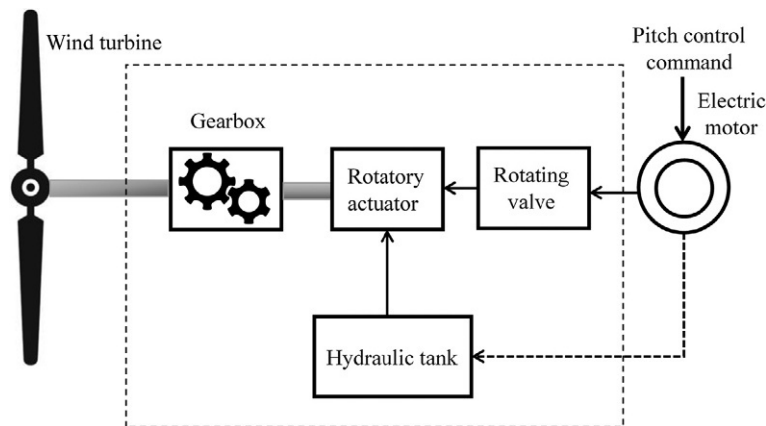 Wind turbine
Pitch control
command
Electric
motor
Gearbox
Rotatory
actuator
Rotating
valve
Hydraulic tank